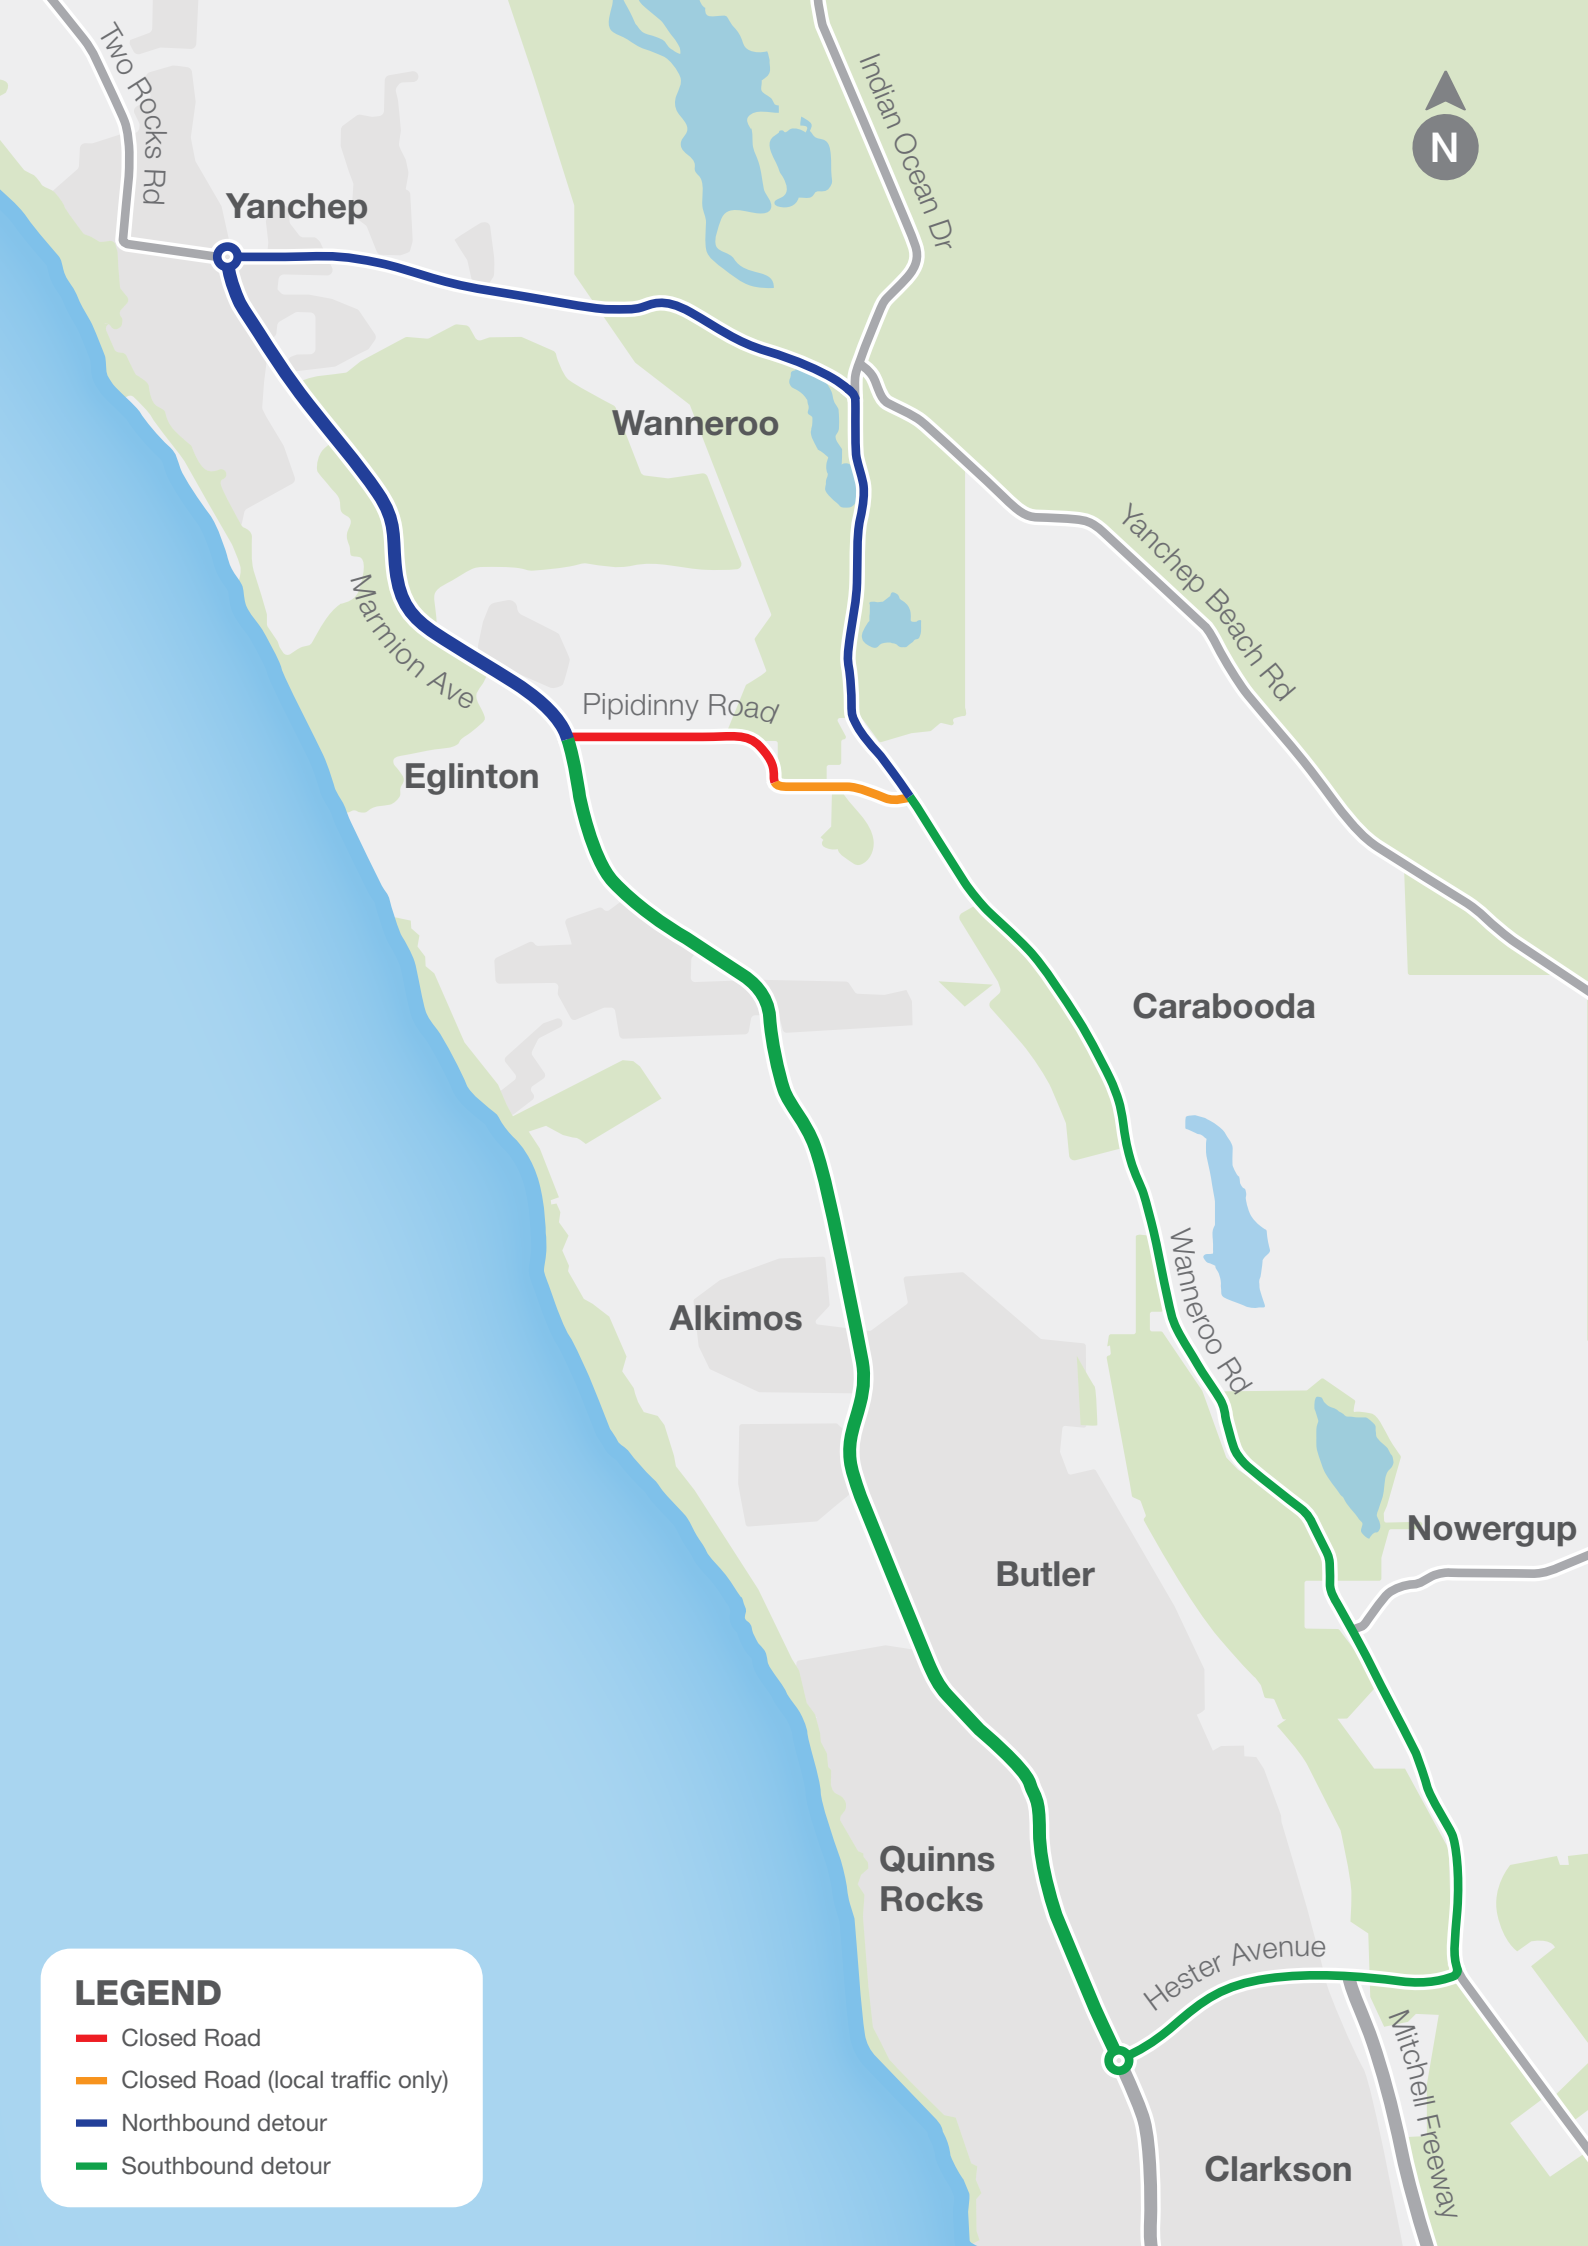 Two Rocks Rd
Indian Ocean Dr
N
Yanchep
Wanneroo
Yanchep Beach Rd
Marmion Ave
Pipidinny Road
Eglinton
Carabooda
Wanneroo Rd
Alkimos
Nowergup
Butler
Quinns
Rocks
Hester Avenue
Mitchell Freeway
Clarkson
LEGEND
Closed Road
Closed Road (local traffic only)
Northbound detour
Southbound detour